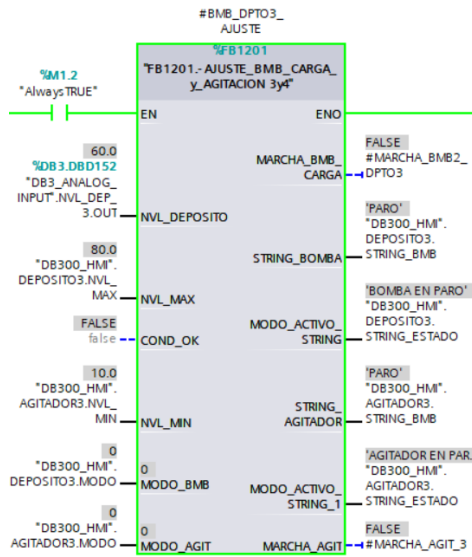 #BMB_DPTO3_
AJUSTE
%FB1201
"FB1201.- AJUSTE_BMB_CARGA_
y_AGITACION 3y4"
%M1.2
"AlwaysTRUE"
EN
ENO
60.0
%DB3.DBD152
"DB3_ANALOG_
INPUT".NVL_DEP_
3.OUT
NVL_DEPOSITO
80.0
"DB300_HMI".
DEPOSITO3.NVL_
MAX
NVL_MAX
FALSE
false
COND_OK
10.0
"DB300_HMI".
AGITADOR3.NVL_
MIN
NVL_MIN
0
"DB300_HMI".
DEPOSITO3.MODO
0
MODO_BMB
0
"DB300_HMI".
AGITADOR3.MODO
0
MODO_AGIT
MARCHA_BMB_
CARGA
FALSE
#MARCHA_BMB2_
DPTO3
STRING_BOMBA
'PARO'
"DB300_HMI".
DEPOSITO3.
STRING_BMB
MODO_ACTIVO_
STRING
'BOMBA EN PARO'
"DB300_HMI".
DEPOSITO3.
STRING_ESTADO
STRING_
AGITADOR
'PARO'
"DB300_HMI".
AGITADOR3.
STRING_BMB
MODO_ACTIVO_
STRING_1
'AGITADOR EN PAR.
"DB300_HMI".
AGITADOR3.
STRING_ESTADO
MARCHA_AGIT
FALSE
#MARCHA_AGIT_3